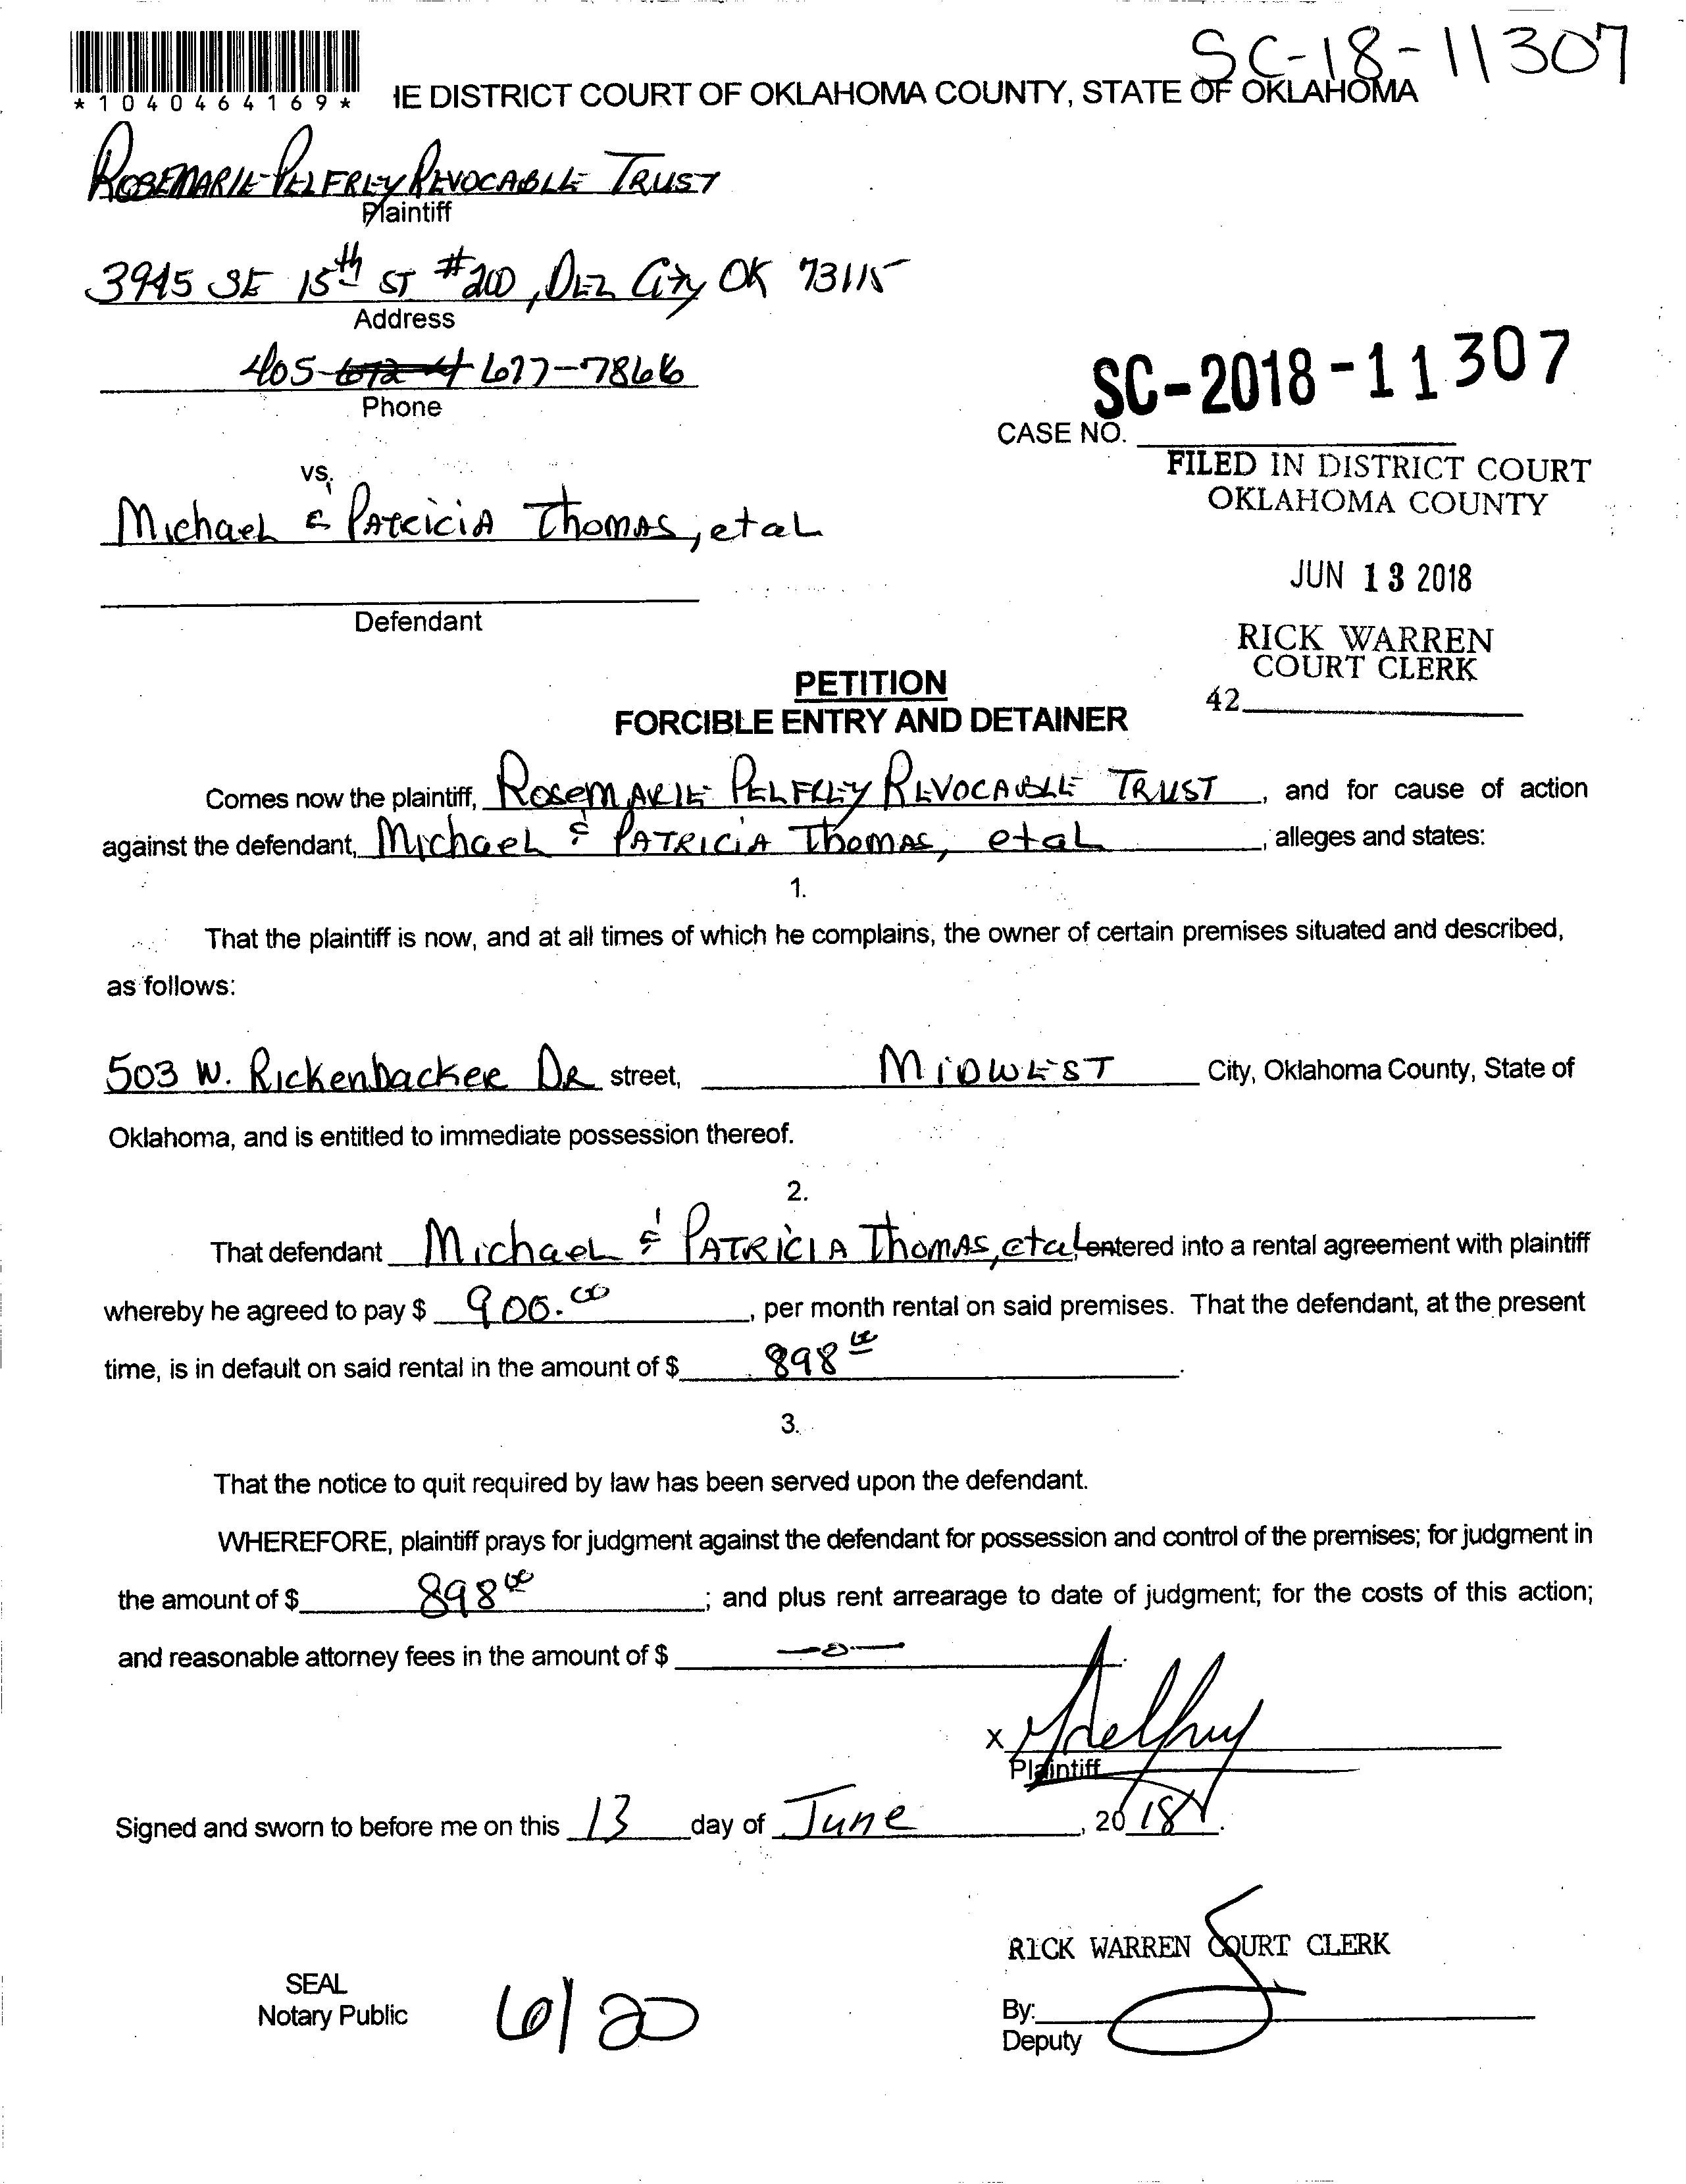 SC-18-11307
*1040464169*
IE DISTRICT COURT OF OKLAHOMA COUNTY, STATE OF OKLAHOMA
ROSEMARIE PELFREY REVOCABLE TRUST
Plaintiff
3945 SE 15th ST #200, DEL City OK 73115
Address
405- 677-7866
Phone
SC-2018-11307
CASE NO.
FILED IN DISTRICT COURT
OKLAHOMA COUNTY
vs.
Michael & PATRICIA THOMAS, et al
JUN 13 2018
Defendant
RICK WARREN
COURT CLERK
42
PETITION
FORCIBLE ENTRY AND DETAINER
Comes now the plaintiff, ROSEMARIE PELFREY REVOCABLE TRUST, and for cause of action
against the defendant, Michael & PATRICIA Thomas, et al, alleges and states:
1.
That the plaintiff is now, and at all times of which he complains, the owner of certain premises situated and described,
as follows:
503 W. Rickenbacker DR street, MIDWEST City, Oklahoma County, State of
Oklahoma, and is entitled to immediate possession thereof.
2.
That defendant Michael & PATRICIA Thomas, et al entered into a rental agreement with plaintiff
whereby he agreed to pay $ 900.00, per month rental on said premises. That the defendant, at the present
time, is in default on said rental in the amount of $ 898 00.
3.
That the notice to quit required by law has been served upon the defendant.
WHEREFORE, plaintiff prays for judgment against the defendant for possession and control of the premises; for judgment in
the amount of $ 898 00; and plus rent arrearage to date of judgment; for the costs of this action;
and reasonable attorney fees in the amount of $ -0-.
X
Plaintiff
Signed and sworn to before me on this 13 day of June, 2018.
RICK WARREN COURT CLERK
SEAL
Notary Public
6/20
By:
Deputy